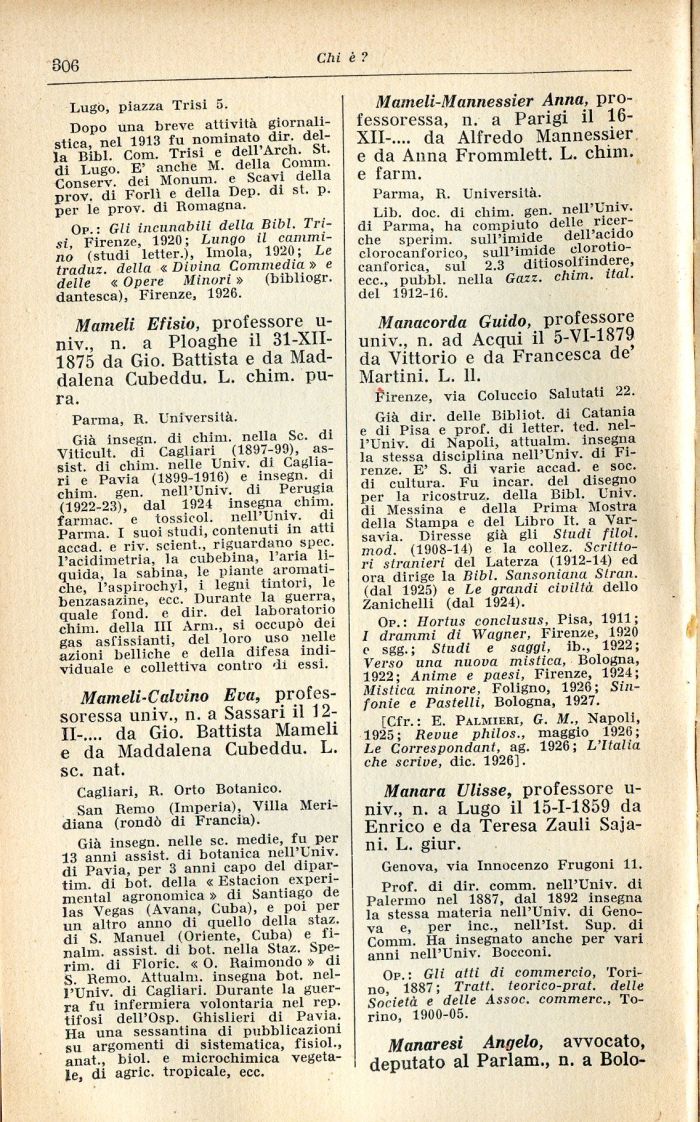 306
Chi è ?
Lugo, piazza Trisi 5.
Dopo una breve attività giornali-
stica, nel 1913 fu nominato dir. del-
la Bibl. Com. Trisi e dell'Arch. St.
di Lugo. E' anche M. della Comm.
Conserv. dei Monum. e Scavi della
prov. di Forlì e della Dep. di st. p.
per le prov. di Romagna.
Op.: Gli incunabili della Bibl. Tri-
si, Firenze, 1920; Lungo il cammi-
no (studi letter.), Imola, 1920; Le
traduz. della « Divina Commedia » e
delle « Opere Minori » (bibliogr.
dantesca), Firenze, 1926.
Mameli Efisio, professore u-
niv., n. a Ploaghe il 31-XII-
1875 da Gio. Battista e da Mad-
dalena Cubeddu. L. chim. pu-
ra.
Parma, R. Università.
Già insegn. di chim. nella Sc. di
Viticult. di Cagliari (1897-99), as-
sist. di chim. nelle Univ. di Caglia-
ri e Pavia (1899-1916) e insegn. di
chim. gen. nell'Univ. di Perugia
(1922-23), dal 1924 insegna chim.
farmac. e tossicol. nell'Univ. di
Parma. I suoi studi, contenuti in atti
accad. e riv. scient., riguardano spec.
l'acidimetria, la cubebina, l'aria li-
quida, la sabina, le piante aromati-
che, l'aspirochyl, i legni tintori, le
benzasazine, ecc. Durante la guerra,
quale fond. e dir. del laboratorio
chim. della III Arm., si occupò dei
gas asfissianti, del loro uso nelle
azioni belliche e della difesa indi-
viduale e collettiva contro di essi.
Mameli-Calvino Eva, profes-
soressa univ., n. a Sassari il 12-
II-.... da Gio. Battista Mameli
e da Maddalena Cubeddu. L.
sc. nat.
Cagliari, R. Orto Botanico.
San Remo (Imperia), Villa Meri-
diana (rondò di Francia).
Già insegn. nelle sc. medie, fu per
13 anni assist. di botanica nell'Univ.
di Pavia, per 3 anni capo del dipar-
tim. di bot. della « Estacion experi-
mental agronomica » di Santiago de
las Vegas (Avana, Cuba), e poi per
un altro anno di quello della staz.
di S. Manuel (Oriente, Cuba) e fi-
nalm. assist. di bot. nella Staz. Spe-
rim. di Floric. « O. Raimondo » di
S. Remo. Attualm. insegna bot. nel-
l'Univ. di Cagliari. Durante la guer-
ra fu infermiera volontaria nel rep.
tifosi dell'Osp. Ghislieri di Pavia.
Ha una sessantina di pubblicazioni
su argomenti di sistematica, fisiol.,
anat., biol. e microchimica vegeta-
le, di agric. tropicale, ecc.
Mameli-Mannessier Anna, pro-
fessoressa, n. a Parigi il 16-
XII-.... da Alfredo Mannessier
e da Anna Frommlett. L. chim.
e farm.
Parma, R. Università.
Lib. doc. di chim. gen. nell'Univ.
di Parma, ha compiuto delle ricer-
che sperim. sull'imide dell'acido
clorocanforico, sull'imide clorotio-
canforica, sul 2.3 ditiosolfindere,
ecc., pubbl. nella Gazz. chim. ital.
del 1912-16.
Manacorda Guido, professore
univ., n. ad Acqui il 5-VI-1879
da Vittorio e da Francesca de'
Martini. L. ll.
Firenze, via Coluccio Salutati 22.
Già dir. delle Bibliot. di Catania
e di Pisa e prof. di letter. ted. nel-
l'Univ. di Napoli, attualm. insegna
la stessa disciplina nell'Univ. di Fi-
renze. E' S. di varie accad. e soc.
di cultura. Fu incar. del disegno
per la ricostruz. della Bibl. Univ.
di Messina e della Prima Mostra
della Stampa e del Libro It. a Var-
savia. Diresse già gli Studi filol.
mod. (1908-14) e la collez. Scritto-
ri stranieri del Laterza (1912-14) ed
ora dirige la Bibl. Sansoniana Stran.
(dal 1925) e Le grandi civiltà dello
Zanichelli (dal 1924).
Op.: Hortus conclusus, Pisa, 1911;
I drammi di Wagner, Firenze, 1920
e sgg.; Studi e saggi, ib., 1922;
Verso una nuova mistica, Bologna,
1922; Anime e paesi, Firenze, 1924;
Mistica minore, Foligno, 1926; Sin-
fonie e Pastelli, Bologna, 1927.
[Cfr.: E. Palmieri, G. M., Napoli,
1925; Revue philos., maggio 1926;
Le Correspondant, ag. 1926; L'Italia
che scrive, dic. 1926].
Manara Ulisse, professore u-
niv., n. a Lugo il 15-I-1859 da
Enrico e da Teresa Zauli Saja-
ni. L. giur.
Genova, via Innocenzo Frugoni 11.
Prof. di dir. comm. nell'Univ. di
Palermo nel 1887, dal 1892 insegna
la stessa materia nell'Univ. di Geno-
va e, per inc., nell'Ist. Sup. di
Comm. Ha insegnato anche per vari
anni nell'Univ. Bocconi.
Op.: Gli atti di commercio, Tori-
no, 1887; Tratt. teorico-prat. delle
Società e delle Assoc. commerc., To-
rino, 1900-05.
Manaresi Angelo, avvocato,
deputato al Parlam., n. a Bolo-